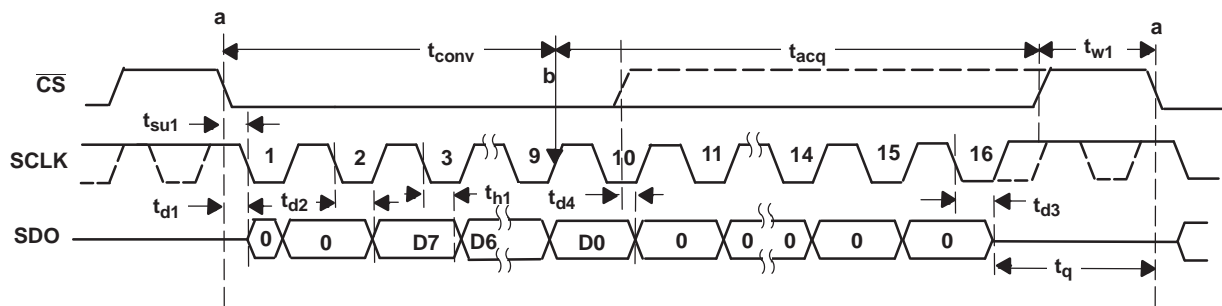 a
a
t_conv
b
t_acq
t_w1
CS
t_su1
SCLK
1 2 3 9 10 11 14 15 16
t_d1
t_d2
t_h1
t_d4
t_d3
SDO
0 0 D7 D6 D0 0 0 0 0 0
t_q